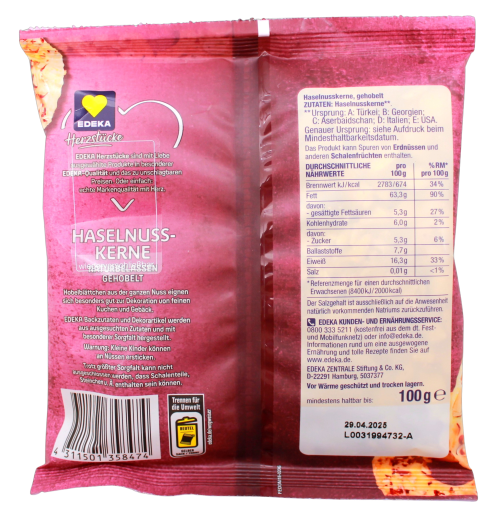 EDEKA
Herzstücke
EDEKA Herzstücke sind mit Liebe
Produkte in besonderer
EDEKA-Qualität und das zu unschlagbaren
Preisen. Oder einfach:
echte Markenqualität mit Herz.
HASELNUSS-
KERNE
NATURBELASSEN
GEHOBELT
Hobelblättchen aus der ganzen Nuss eignen
sich besonders gut zur Dekoration von feinen
Kuchen und Gebäck.
EDEKA Backzutaten und Dekorartikel werden
aus ausgesuchten Zutaten und mit
besonderer Sorgfalt hergestellt.
Warnung: Kleine Kinder können
an Nüssen ersticken.
Trotz größter Sorgfalt kann nicht
ausgeschlossen werden, dass Schalenteile,
Steinchen o. Ä. enthalten sein können.
4 311501 358474
Trennen für
die Umwelt
BEUTEL
Haselnusskerne, gehobelt
ZUTATEN: Haselnusskerne**
**Ursprung: A: Türkei; B: Georgien;
C: Aserbaidschan; D: Italien; E: USA.
Genauer Ursprung: siehe Aufdruck beim
Mindesthaltbarkeitsdatum.
Das Produkt kann Spuren von Erdnüssen und
anderen Schalenfrüchten enthalten.
DURCHSCHNITTLICHE NÄHRWERTE pro 100g %RM* pro 100g
Brennwert kJ/kcal 2783/674 34%
Fett 63,3g 90%
davon:
- gesättigte Fettsäuren 5,3g 27%
Kohlenhydrate 6,0g 2%
davon:
- Zucker 5,3g 6%
Ballaststoffe 7,7g
Eiweiß 16,3g 33%
Salz 0,01g <1%
*Referenzmenge für einen durchschnittlichen
Erwachsenen (8400kJ/2000kcal)
Der Salzgehalt ist ausschließlich auf die Anwesenheit
natürlich vorkommenden Natriums zurückzuführen.
EDEKA KUNDEN- UND ERNÄHRUNGSSERVICE:
0800 333 5211 (kostenfrei aus dem dt. Fest-
und Mobilfunknetz) oder info@edeka.de.
Informationen rund um eine ausgewogene
Ernährung und tolle Rezepte finden Sie auf
www.edeka.de.
EDEKA ZENTRALE Stiftung & Co. KG,
D-22291 Hamburg, 5037377
Vor Wärme geschützt und trocken lagern.
mindestens haltbar bis: 100g e
29.04.2025
L0031994732-A